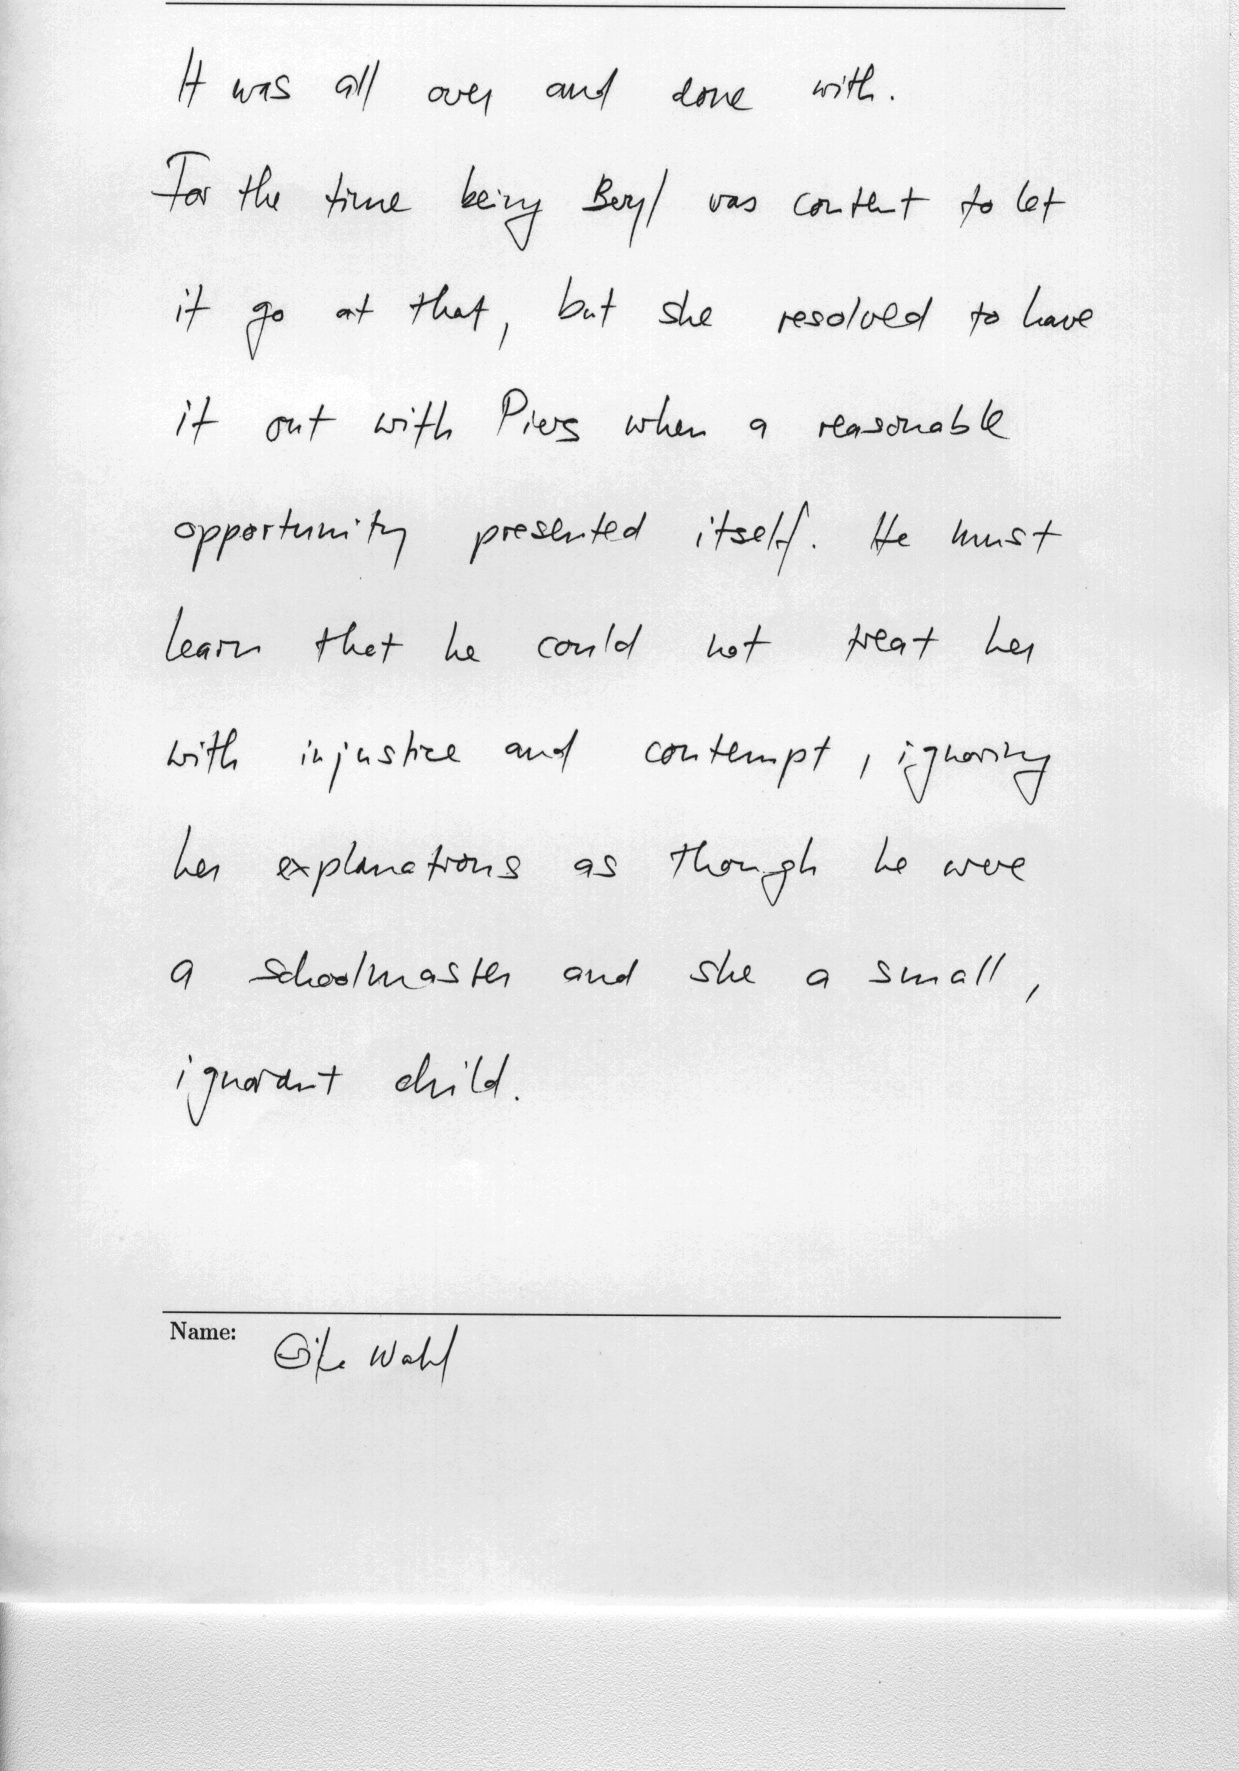 It was all over and done with.
For the time being Beryl was content to let
it go at that, but she resolved to have
it out with Piers when a reasonable
opportunity presented itself. He must
learn that he could not treat her
with injustice and contempt, ignoring
her explanations as though he were
a schoolmaster and she a small,
ignorant child.
Name: Wahl